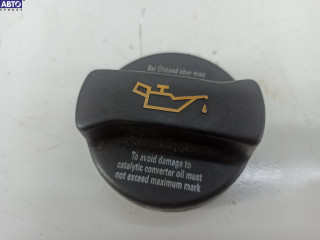 АВТО
Bei Ölstand über max
To avoid damage to
catalytic converter oil must
not exceed maximum mark